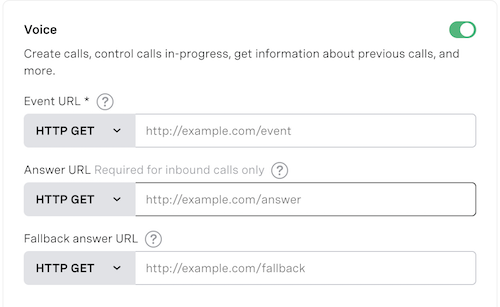 Voice
Create calls, control calls in-progress, get information about previous calls, and
more.
Event URL * ?
HTTP GET http://example.com/event
Answer URL Required for inbound calls only ?
HTTP GET http://example.com/answer
Fallback answer URL ?
HTTP GET http://example.com/fallback